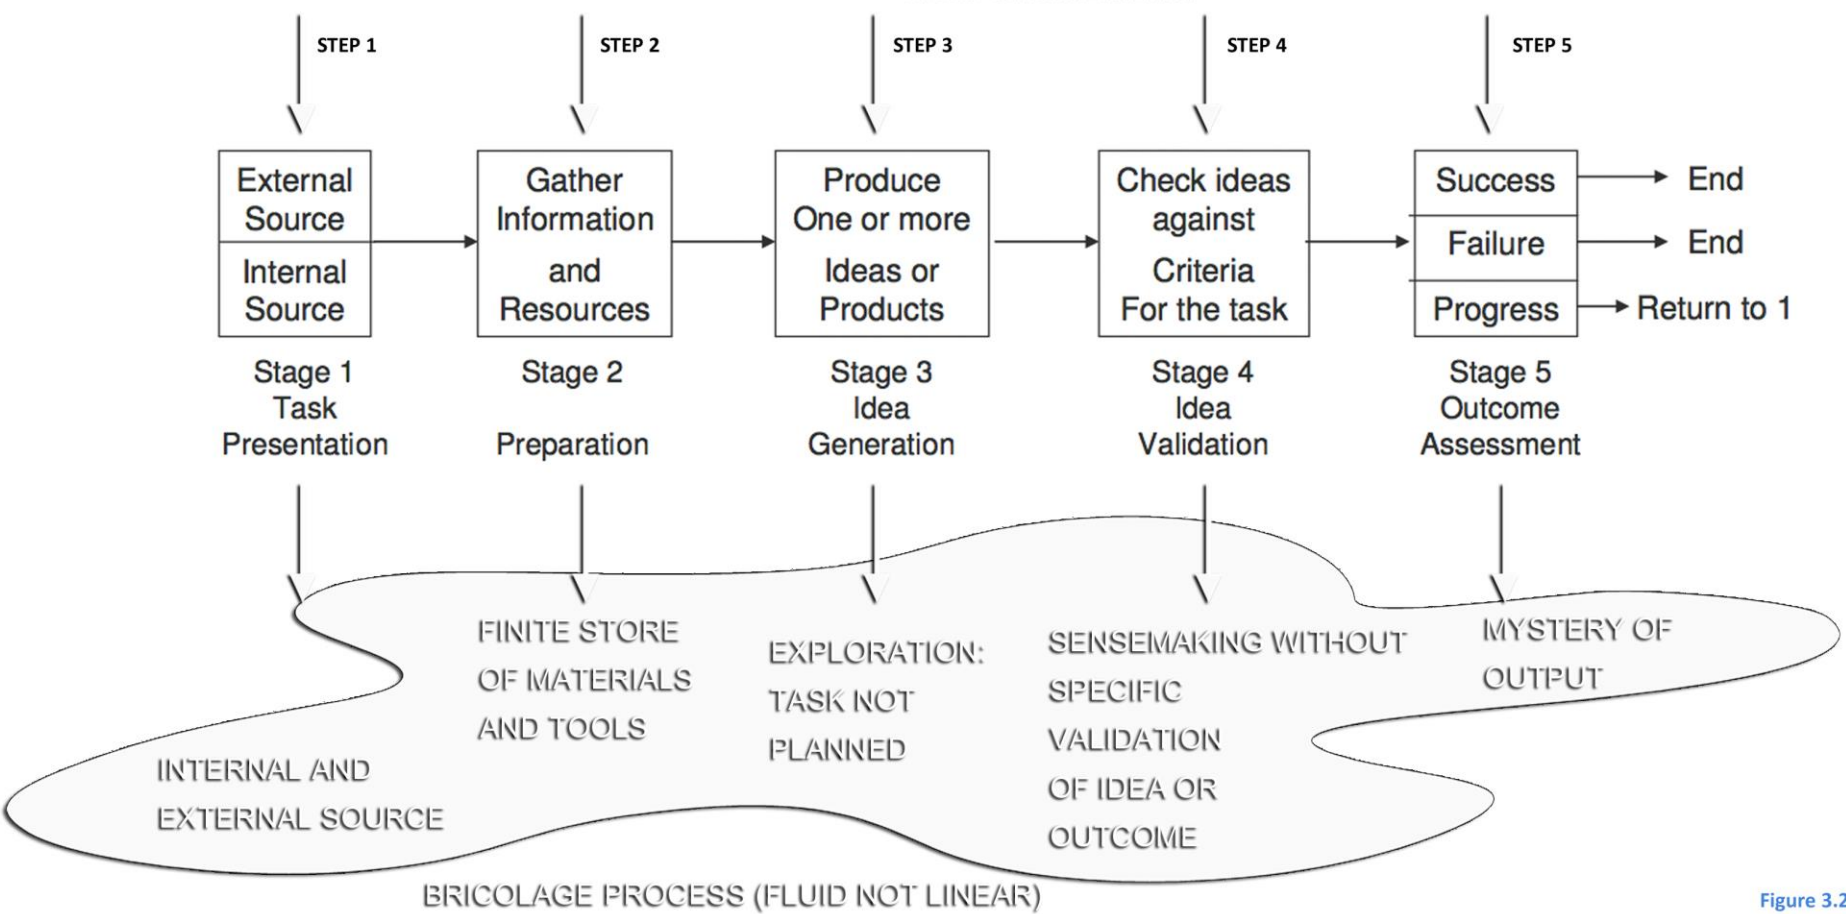 STEP 1
STEP 2
STEP 3
STEP 4
STEP 5
External
Source
Internal
Source
Gather
Information
and
Resources
Produce
One or more
Ideas or
Products
Check ideas
against
Criteria
For the task
Success
End
Failure
End
Progress
Return to 1
Stage 1
Task
Presentation
Stage 2
Preparation
Stage 3
Idea
Generation
Stage 4
Idea
Validation
Stage 5
Outcome
Assessment
INTERNAL AND
EXTERNAL SOURCE
FINITE STORE
OF MATERIALS
AND TOOLS
EXPLORATION:
TASK NOT
PLANNED
SENSEMAKING WITHOUT
SPECIFIC
VALIDATION
OF IDEA OR
OUTCOME
MYSTERY OF
OUTPUT
BRICOLAGE PROCESS (FLUID NOT LINEAR)
Figure 3.2